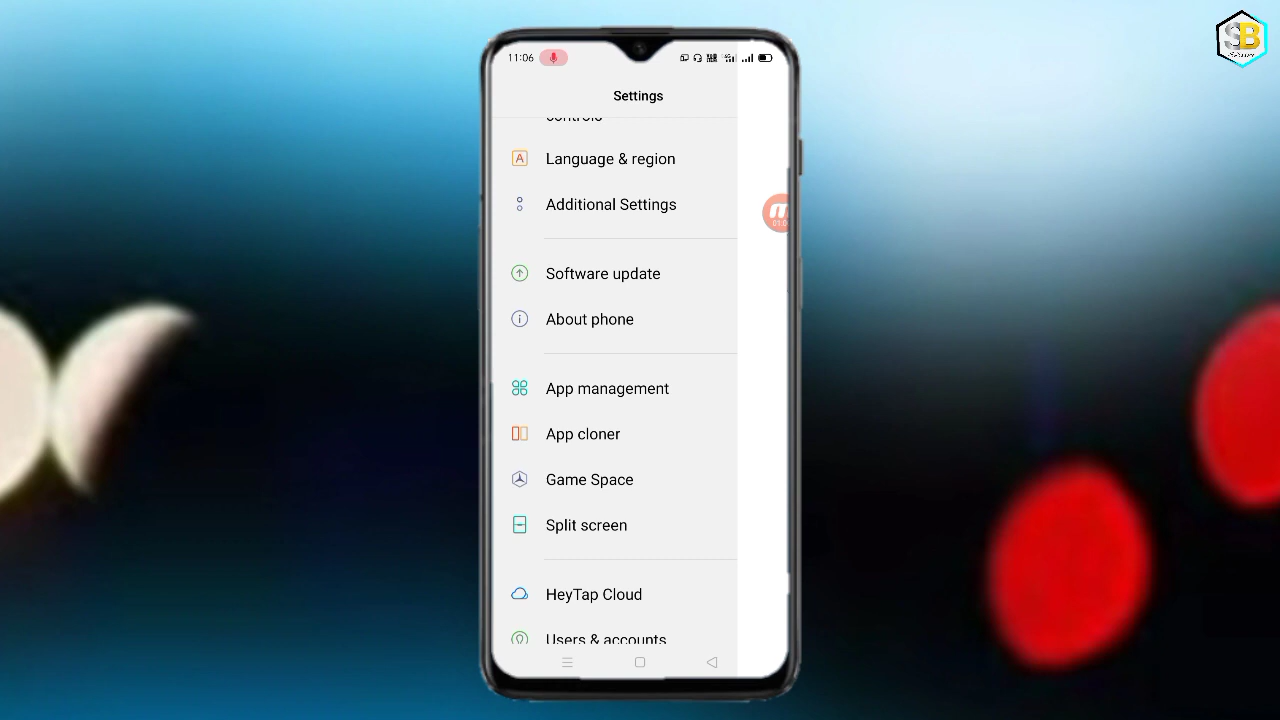 SB
11:06
Settings
Language & region
Additional Settings
Software update
About phone
App management
App cloner
Game Space
Split screen
HeyTap Cloud
Users & accounts